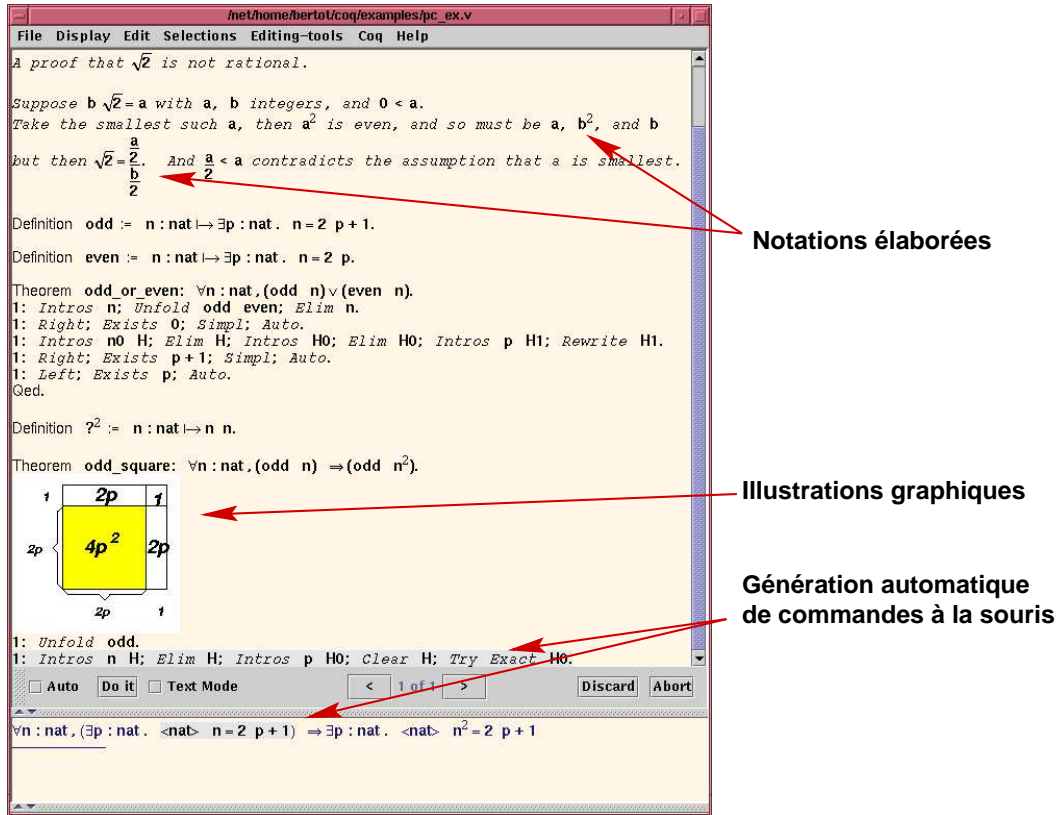 /net/home/bertot/coq/examples/pc_ex.v
File Display Edit Selections Editing-tools Coq Help
A proof that √2 is not rational.
Suppose b √2 = a with a, b integers, and 0 < a.
Take the smallest such a, then a² is even, and so must be a, b², and b
but then √2 = a/2 / b/2. And a/2 < a contradicts the assumption that a is smallest.
Notations élaborées
Definition odd := n : nat ↦ ∃p : nat. n = 2 p + 1.
Definition even := n : nat ↦ ∃p : nat. n = 2 p.
Theorem odd_or_even: ∀n : nat, (odd n) ∨ (even n).
1: Intros n; Unfold odd even; Elim n.
1: Right; Exists 0; Simpl; Auto.
1: Intros n0 H; Elim H; Intros H0; Elim H0; Intros p H1; Rewrite H1.
1: Right; Exists p + 1; Simpl; Auto.
1: Left; Exists p; Auto.
Qed.
Definition ?² := n : nat ↦ n n.
Theorem odd_square: ∀n : nat, (odd n) ⇒ (odd n²).
1 2p 1
2p 4p² 2p
2p 1
Illustrations graphiques
Génération automatique
de commandes à la souris
1: Unfold odd.
1: Intros n H; Elim H; Intros p H0; Clear H; Try Exact H0.
Auto Do it Text Mode < 1 of 1 > Discard Abort
∀n : nat, (∃p : nat. <nat> n = 2 p + 1) ⇒ ∃p : nat. <nat> n² = 2 p + 1